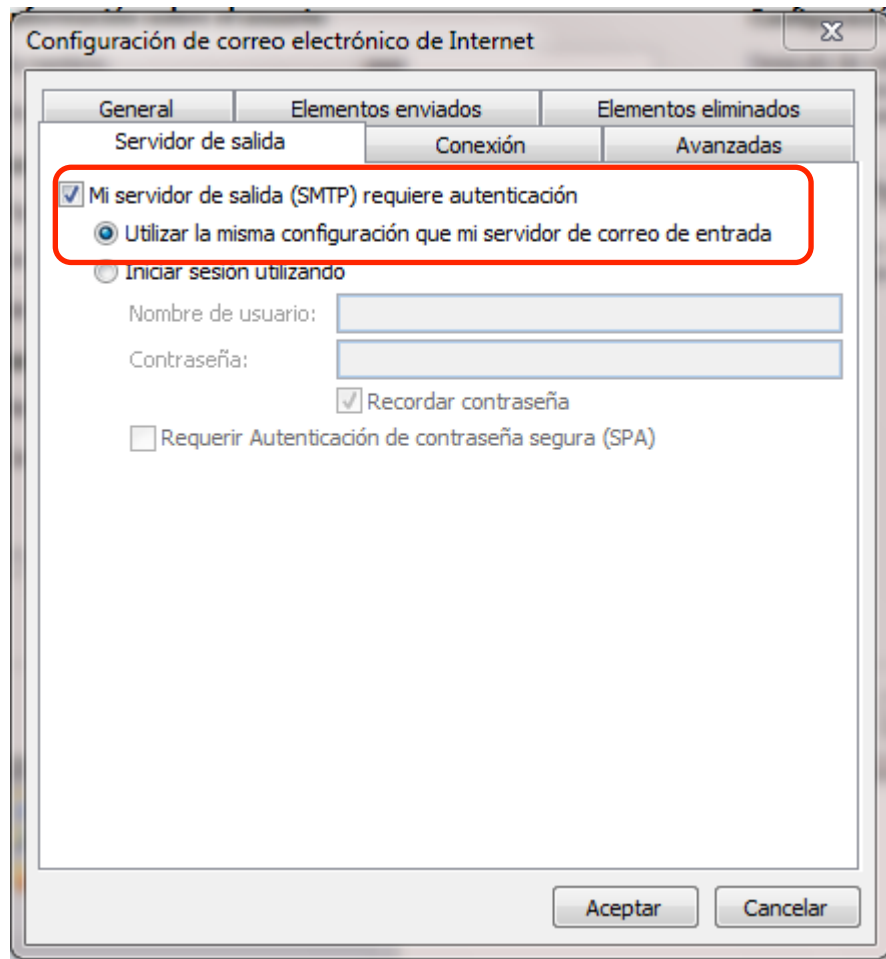 Configuración de correo electrónico de Internet
General Elementos enviados Elementos eliminados
Servidor de salida Conexión Avanzadas
Mi servidor de salida (SMTP) requiere autenticación
Utilizar la misma configuración que mi servidor de correo de entrada
Iniciar sesión utilizando
Nombre de usuario:
Contraseña:
Recordar contraseña
Requerir Autenticación de contraseña segura (SPA)
Aceptar Cancelar